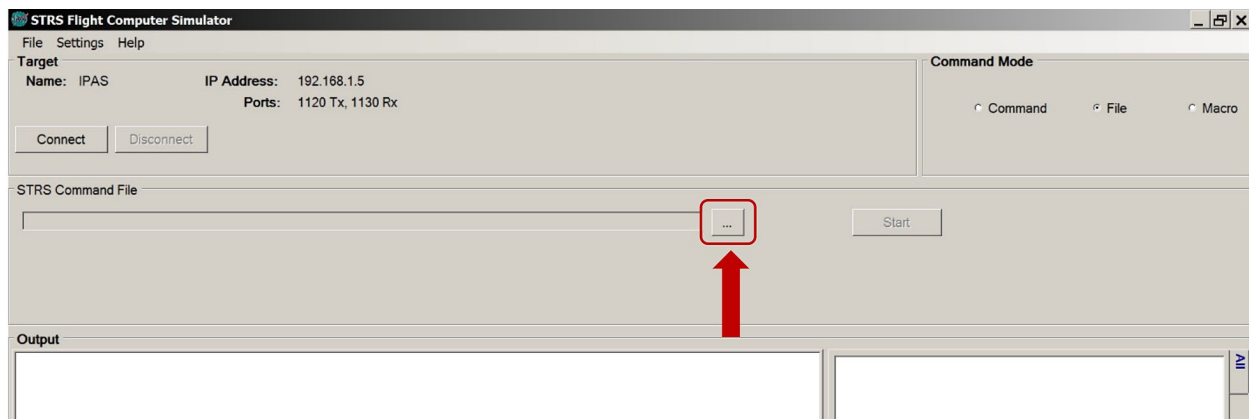 STRS Flight Computer Simulator
File Settings Help
Target
Name: IPAS IP Address: 192.168.1.5
Ports: 1120 Tx, 1130 Rx
Connect Disconnect
Command Mode
Command File Macro
STRS Command File
... Start
Output
All